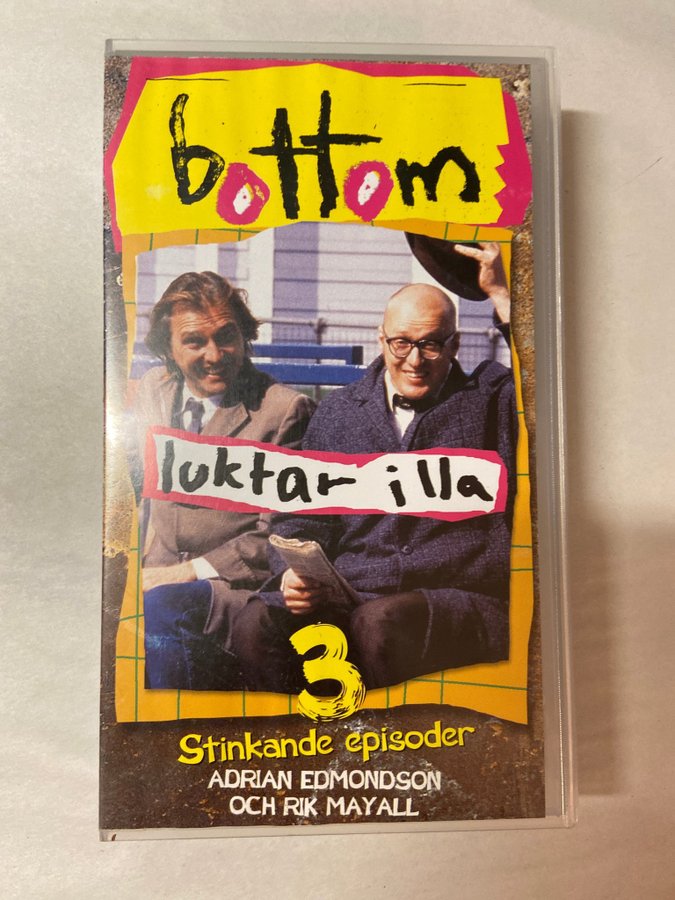 bottom
luktar illa
3
Stinkande episoder
ADRIAN EDMONDSON
OCH RIK MAYALL